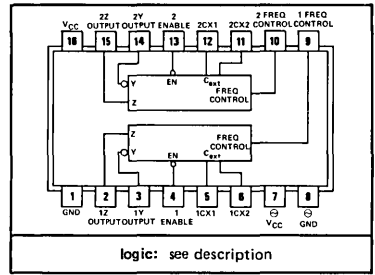 VCC 2Z OUTPUT 2Y OUTPUT 2 ENABLE 2CX1 2CX2 2 FREQ CONTROL 1 FREQ CONTROL
16 15 14 13 12 11 10 9
Y EN Cext FREQ CONTROL
Z
Z FREQ CONTROL
Y EN Cext
1 2 3 4 5 6 7 8
GND 1Z OUTPUT 1Y OUTPUT 1 ENABLE 1CX1 1CX2 ⊖ VCC ⊖ GND
logic: see description